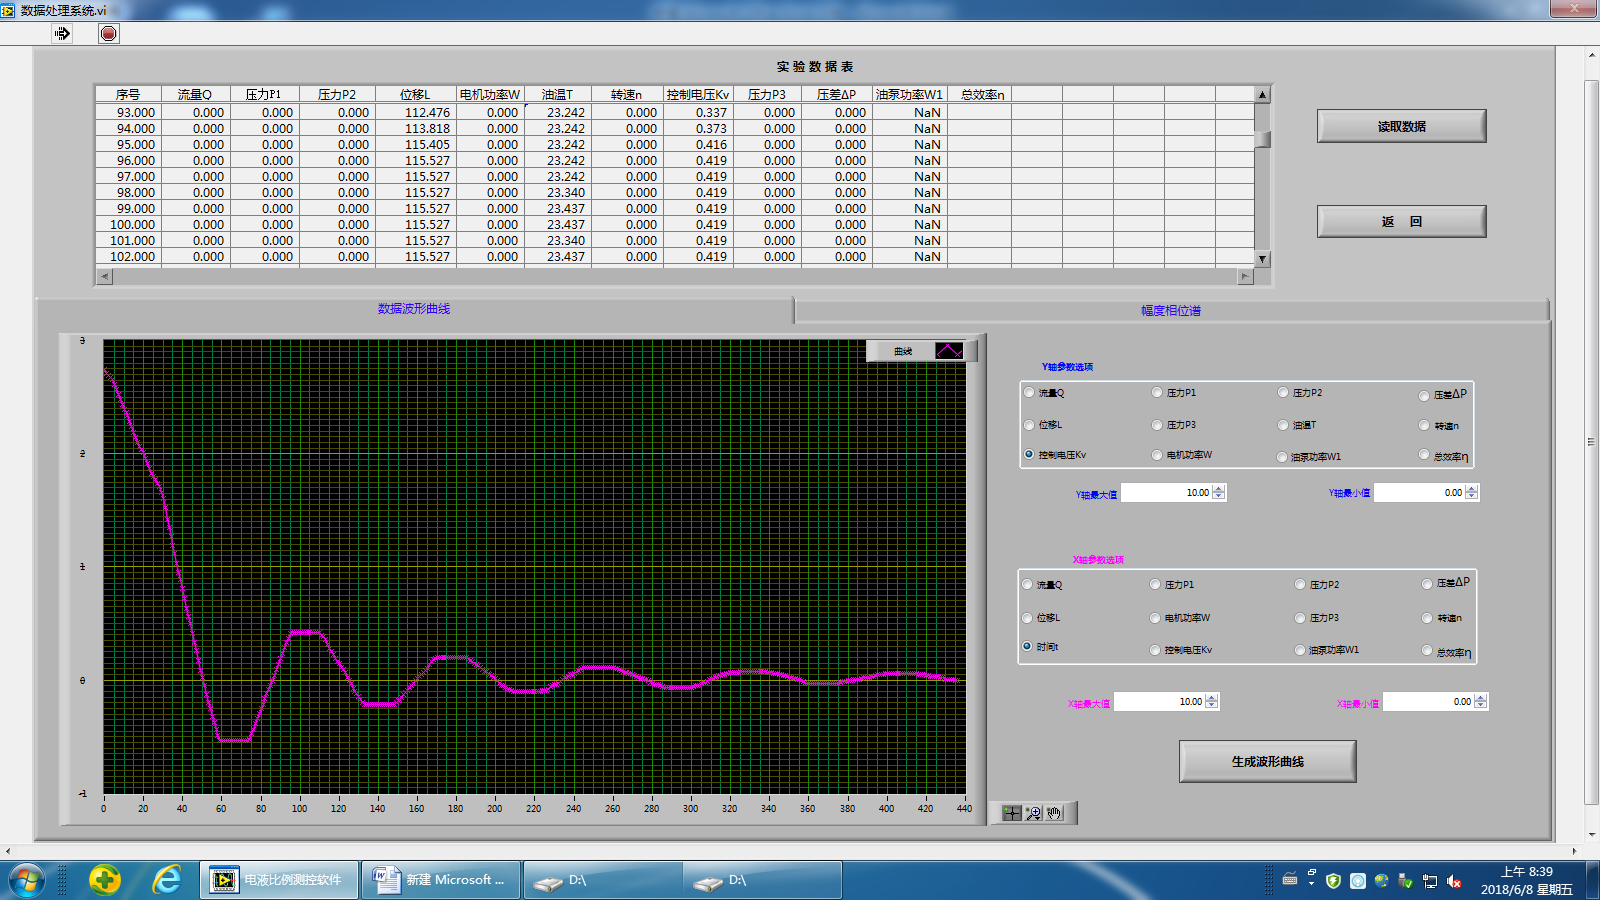 数据处理系统.vi
实 验 数 据 表
序号 流量Q 压力P1 压力P2 位移L 电机功率W 油温T 转速n 控制电压Kv 压力P3 压差ΔP 油泵功率W1 总效率η
93.000 0.000 0.000 0.000 112.476 0.000 23.242 0.000 0.337 0.000 0.000 NaN
94.000 0.000 0.000 0.000 113.818 0.000 23.242 0.000 0.373 0.000 0.000 NaN
95.000 0.000 0.000 0.000 115.405 0.000 23.242 0.000 0.416 0.000 0.000 NaN
96.000 0.000 0.000 0.000 115.527 0.000 23.242 0.000 0.419 0.000 0.000 NaN
97.000 0.000 0.000 0.000 115.527 0.000 23.242 0.000 0.419 0.000 0.000 NaN
98.000 0.000 0.000 0.000 115.527 0.000 23.340 0.000 0.419 0.000 0.000 NaN
99.000 0.000 0.000 0.000 115.527 0.000 23.437 0.000 0.419 0.000 0.000 NaN
100.000 0.000 0.000 0.000 115.527 0.000 23.437 0.000 0.419 0.000 0.000 NaN
101.000 0.000 0.000 0.000 115.527 0.000 23.340 0.000 0.419 0.000 0.000 NaN
102.000 0.000 0.000 0.000 115.527 0.000 23.437 0.000 0.419 0.000 0.000 NaN
读取数据
返 回
数据波形曲线
幅度相位谱
曲线
3
2
1
0
-1
0 20 40 60 80 100 120 140 160 180 200 220 240 260 280 300 320 340 360 380 400 420 440
Y轴参数选项
流量Q 压力P1 压力P2 压差ΔP
位移L 压力P3 油温T 转速n
控制电压Kv 电机功率W 油泵功率W1 总效率η
Y轴最大值 10.00 Y轴最小值 0.00
X轴参数选项
流量Q 压力P1 压力P2 压差ΔP
位移L 电机功率W 压力P3 转速n
时间t 控制电压Kv 油泵功率W1 总效率η
X轴最大值 10.00 X轴最小值 0.00
生成波形曲线
电液比例测控软件
新建 Microsoft ...
D:\
D:\
上午 8:39
2018/6/8 星期五